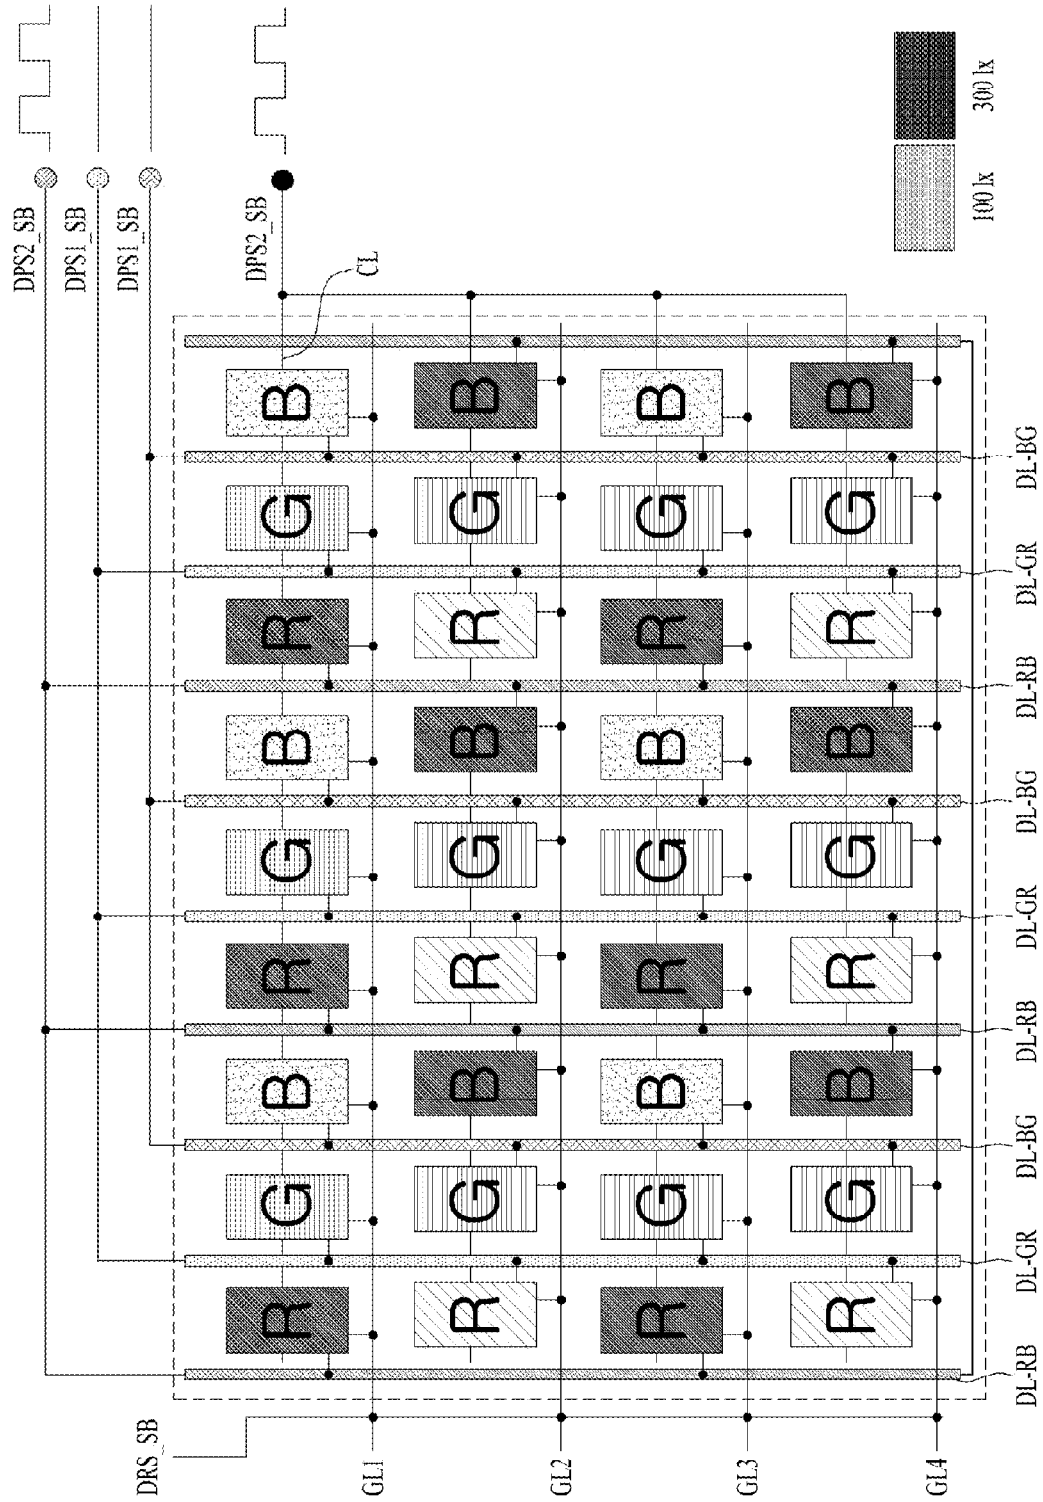 DPS2_SB
DPS1_SB
DPS1_SB
DRS_SB
DPS2_SB
R G B R G B R G B
CL
GL1
R G B R G B R G B
GL2
R G B R G B R G B
GL3
R G B R G B R G B
GL4
100 lx 300 lx
DL-RB DL-GR DL-BG DL-RB DL-GR DL-BG DL-RB DL-GR DL-BG